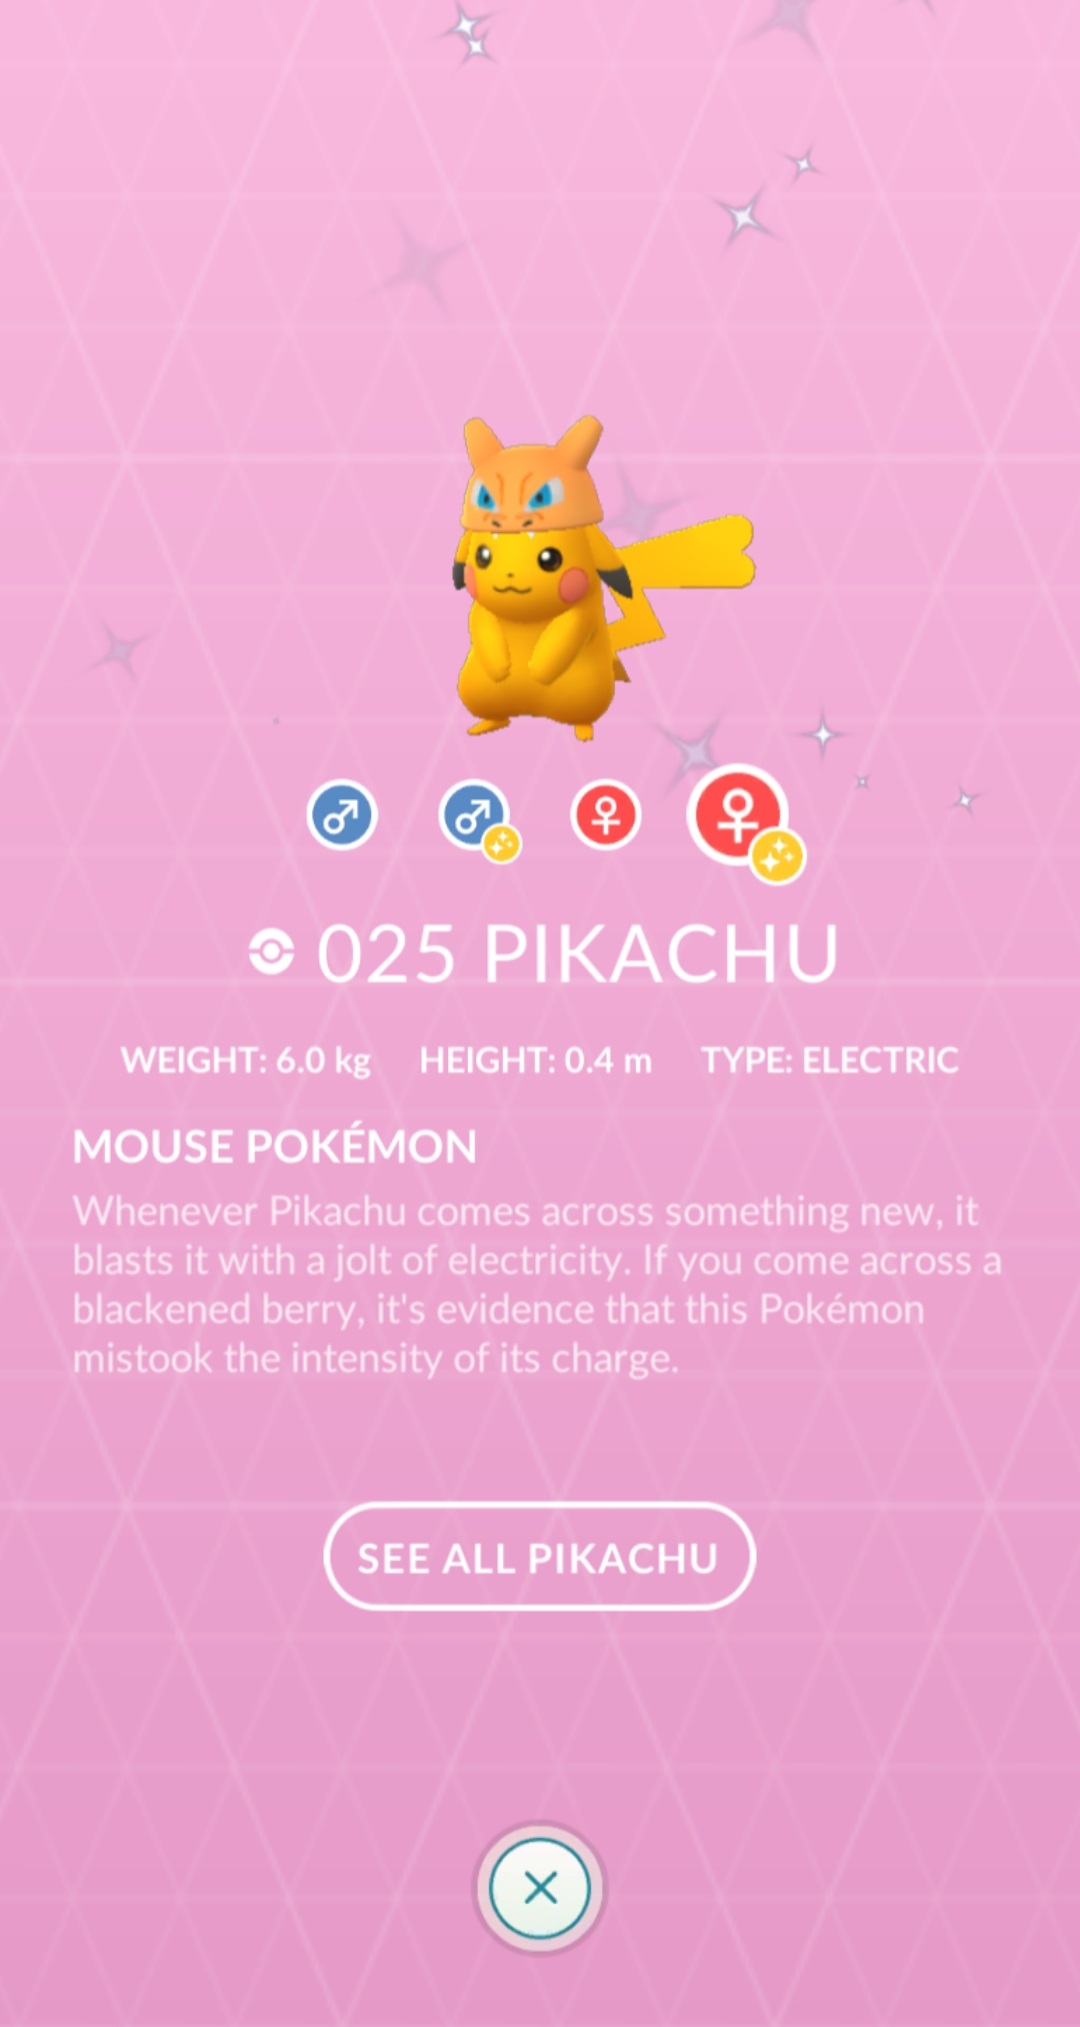 025 PIKACHU
WEIGHT: 6.0 kg HEIGHT: 0.4 m TYPE: ELECTRIC
MOUSE POKÉMON
Whenever Pikachu comes across something new, it
blasts it with a jolt of electricity. If you come across a
blackened berry, it's evidence that this Pokémon
mistook the intensity of its charge.
SEE ALL PIKACHU